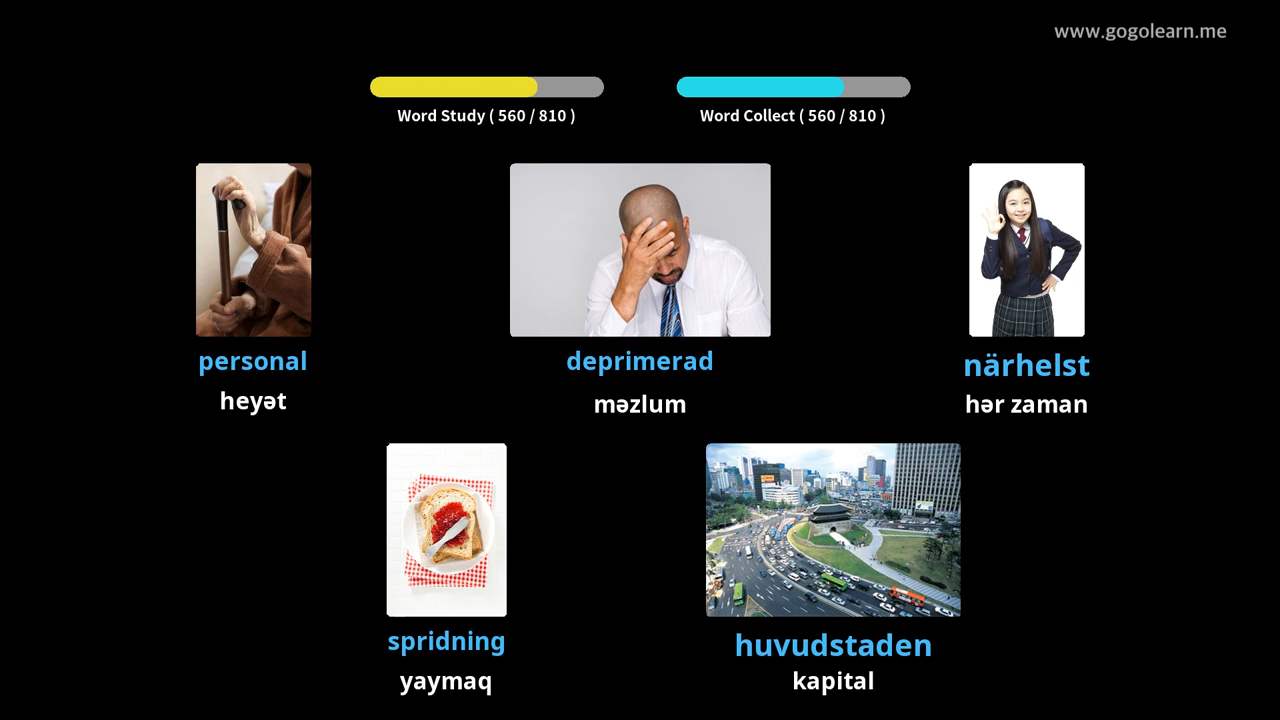 www.gogolearn.me
Word Study ( 560 / 810 )
Word Collect ( 560 / 810 )
personal
heyət
deprimerad
məzlum
närhelst
hər zaman
spridning
yaymaq
huvudstaden
kapital